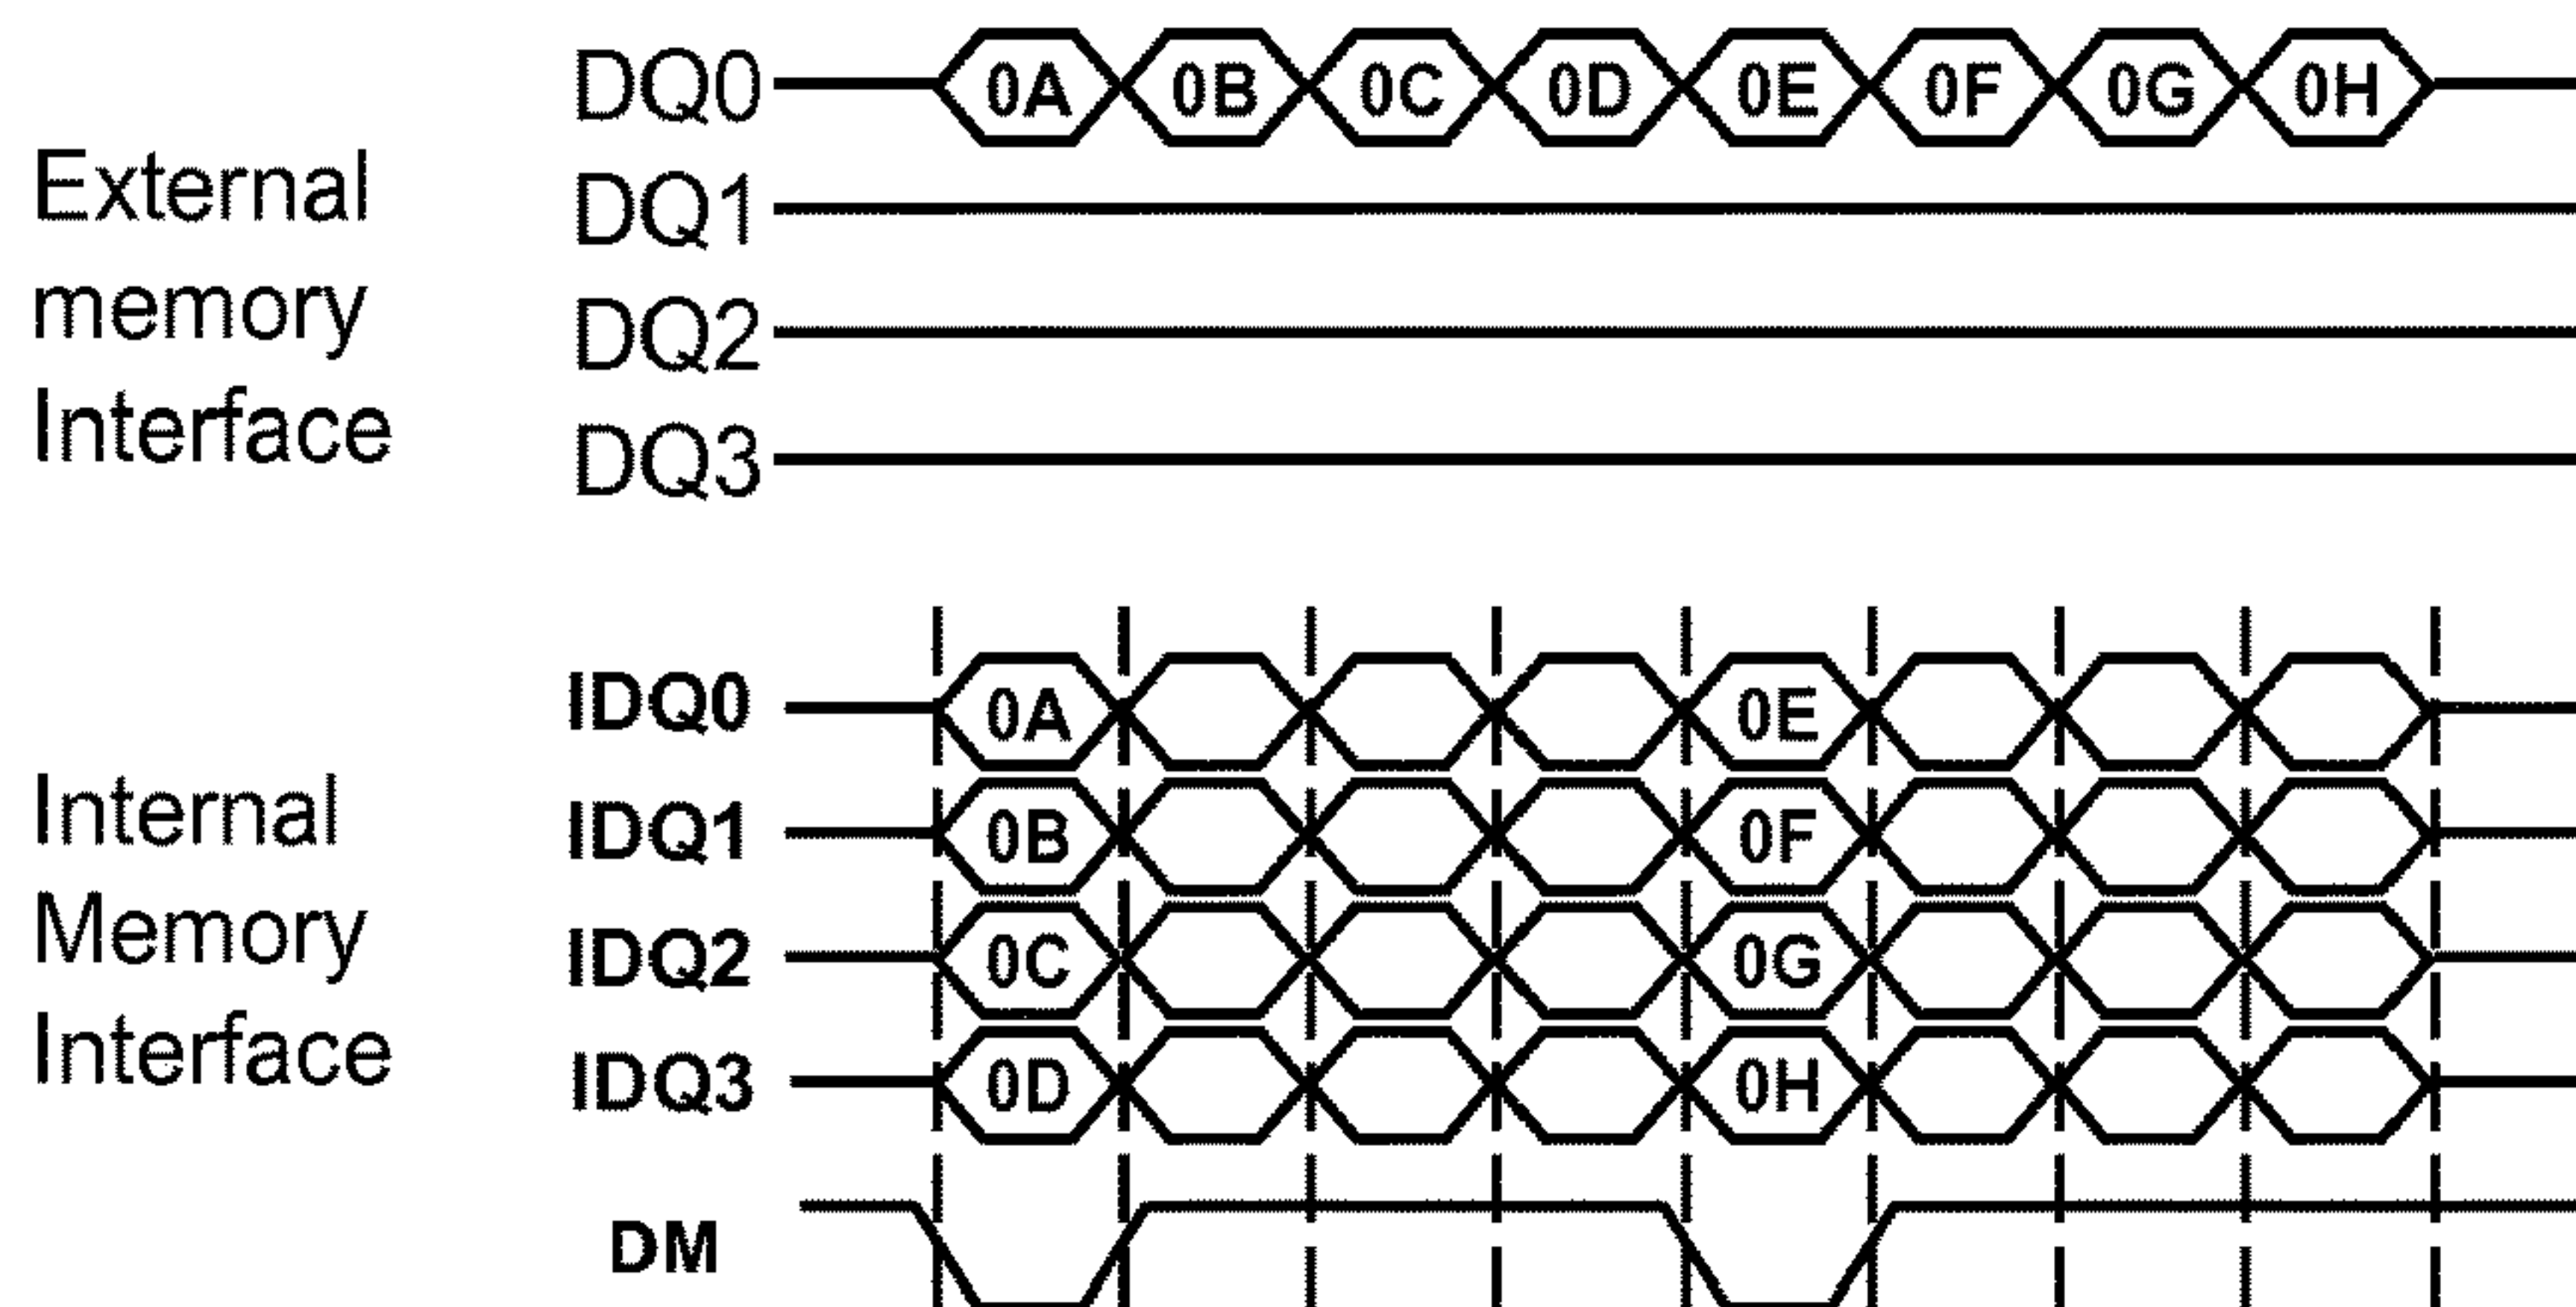 DQ0 0A 0B 0C 0D 0E 0F 0G 0H
External
memory
Interface
DQ1
DQ2
DQ3
IDQ0 0A 0E
IDQ1 0B 0F
Internal
Memory
Interface
IDQ2 0C 0G
IDQ3 0D 0H
DM